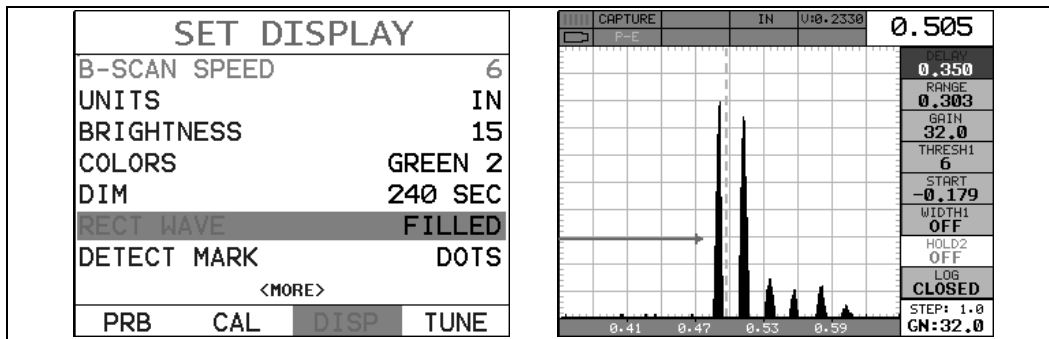 SET DISPLAY
B-SCAN SPEED 6
UNITS IN
BRIGHTNESS 15
COLORS GREEN 2
DIM 240 SEC
RECT WAVE FILLED
DETECT MARK DOTS
<MORE>
PRB CAL DISP TUNE
CAPTURE IN V:0.2330
P-E
0.505
DELAY
0.350
RANGE
0.303
GAIN
32.0
THRESH1
6
START
-0.179
WIDTH1
OFF
HOLD2
OFF
LOG
CLOSED
STEP: 1.0
GN:32.0
0.41 0.47 0.53 0.59